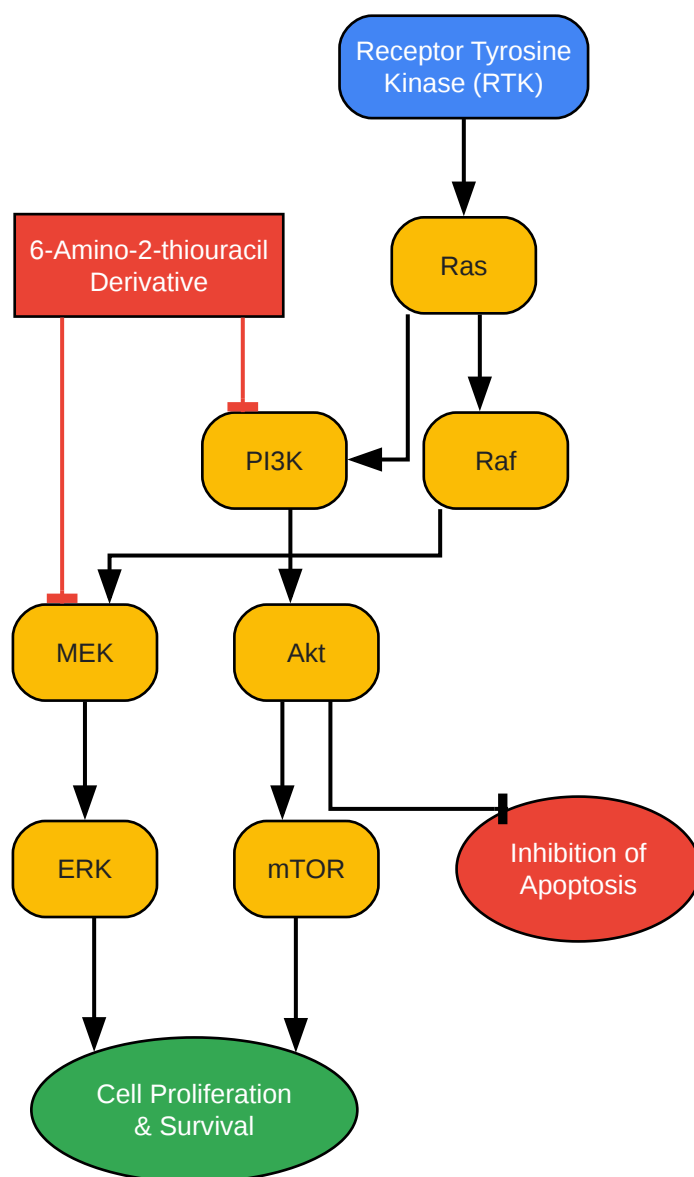 Receptor Tyrosine
Kinase (RTK)
6-Amino-2-thiouracil
Derivative
Ras
PI3K
Raf
MEK
Akt
ERK
mTOR
Inhibition of
Apoptosis
Cell Proliferation
& Survival